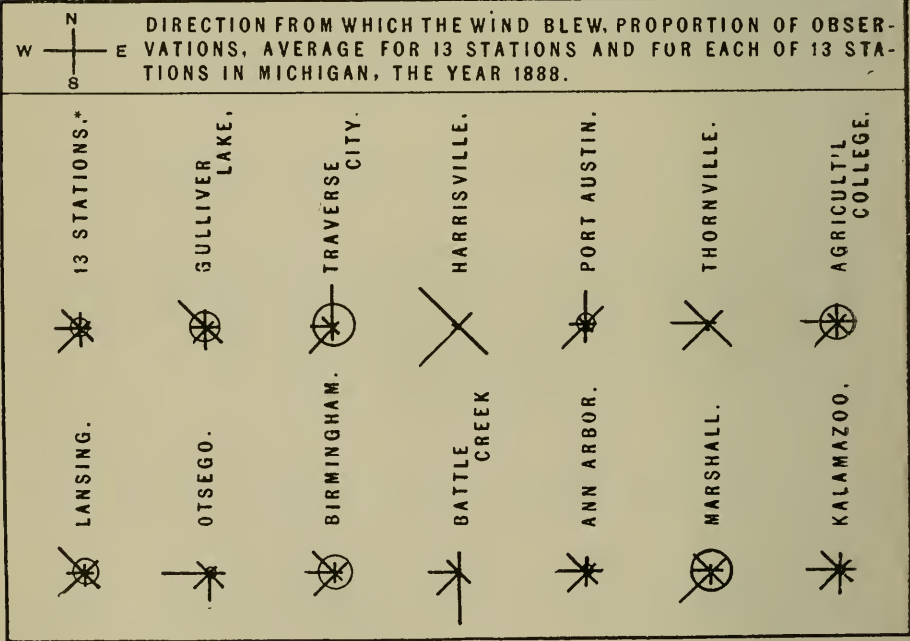 N
W E
S
DIRECTION FROM WHICH THE WIND BLEW, PROPORTION OF OBSER-
VATIONS, AVERAGE FOR 13 STATIONS AND FOR EACH OF 13 STA-
TIONS IN MICHIGAN, THE YEAR 1888.
13 STATIONS.*
GULLIVER
LAKE.
TRAVERSE
CITY.
HARRISVILLE.
PORT AUSTIN.
THORNVILLE.
AGRICULT'L
COLLEGE.
LANSING.
OTSEGO.
BIRMINGHAM.
BATTLE
CREEK
ANN ARBOR.
MARSHALL.
KALAMAZOO.